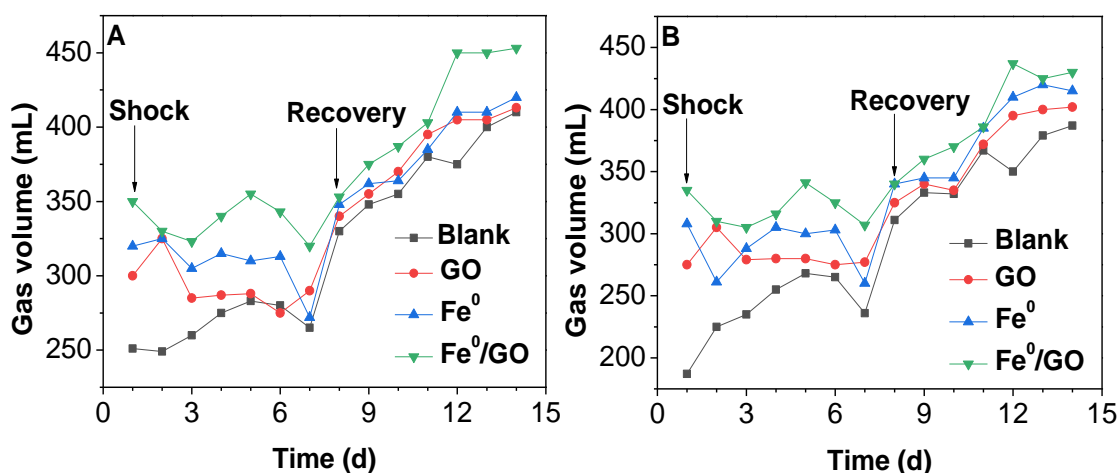 A
Gas volume (mL)
450
400
350
300
250
Shock
Recovery
Blank
GO
Fe⁰
Fe⁰/GO
0 3 6 9 12 15
Time (d)
B
Gas volume (mL)
450
400
350
300
250
200
Shock
Recovery
Blank
GO
Fe⁰
Fe⁰/GO
0 3 6 9 12 15
Time (d)